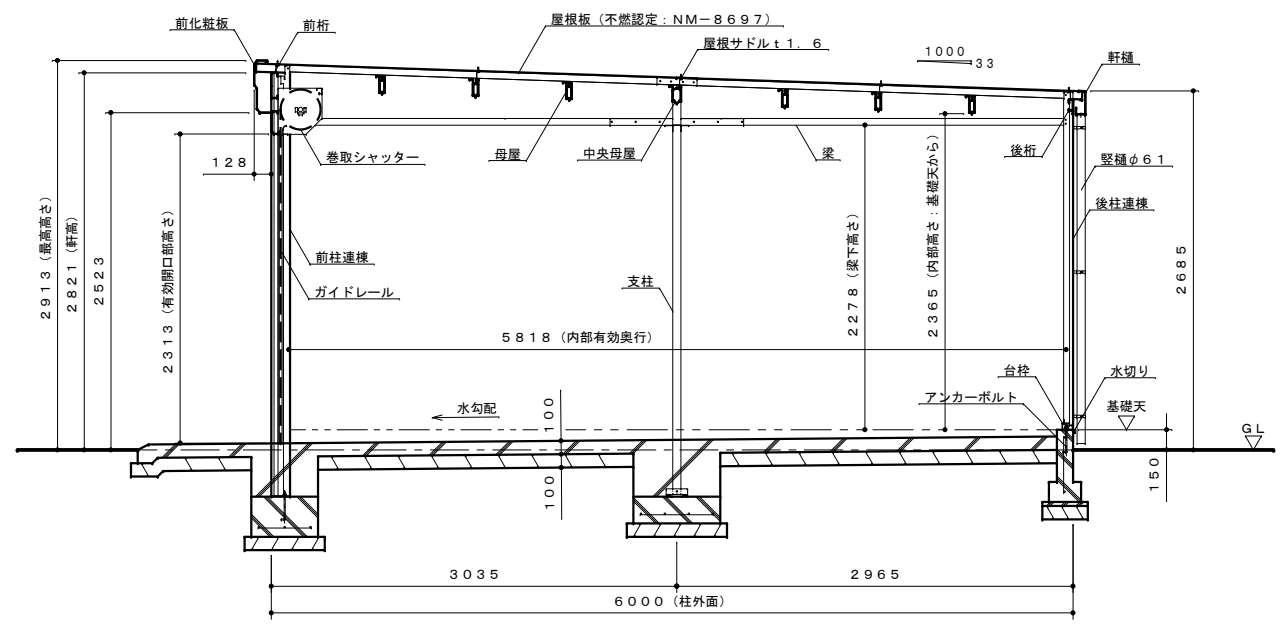 屋根板（不燃認定：ＮＭ－８６９７）
前化粧板
前桁
屋根サドルｔ１．６
１０００
３３
軒樋
１２８
巻取シャッター
母屋
中央母屋
梁
後桁
竪樋φ６１
後柱連棟
前柱連棟
ガイドレール
支柱
２９１３（最高高さ）
２８２１（軒高）
２５２３
２３１３（有効開口部高さ）
２２７８（梁下高さ）
２３６５（内部高さ：基礎天から）
２６８５
５８１８（内部有効奥行）
台枠
水切り
アンカーボルト
基礎天
水勾配
１００
１００
ＧＬ
１５０
３０３５
２９６５
６０００（柱外面）